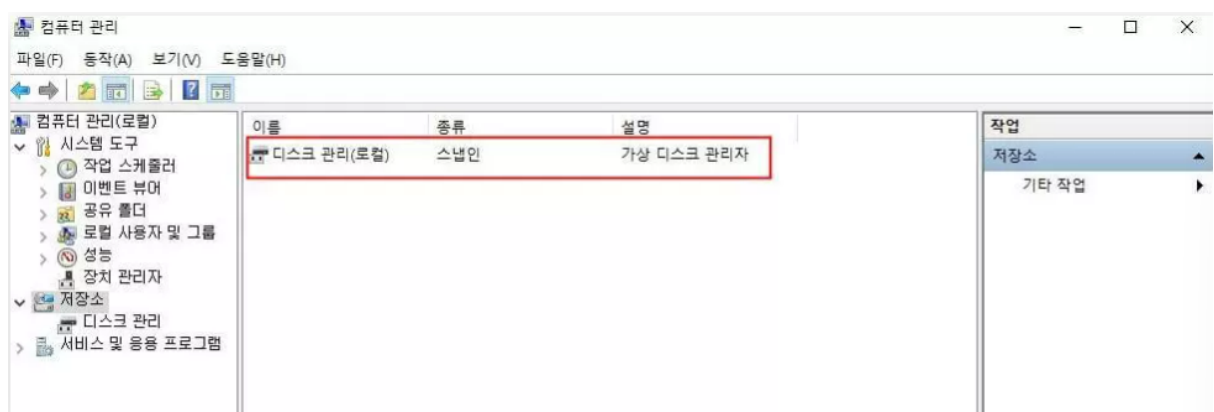 컴퓨터 관리
파일(F) 동작(A) 보기(V) 도움말(H)
컴퓨터 관리(로컬)
시스템 도구
작업 스케줄러
이벤트 뷰어
공유 폴더
로컬 사용자 및 그룹
성능
장치 관리자
저장소
디스크 관리
서비스 및 응용 프로그램
이름 종류 설명
디스크 관리(로컬) 스냅인 가상 디스크 관리자
작업
저장소
기타 작업